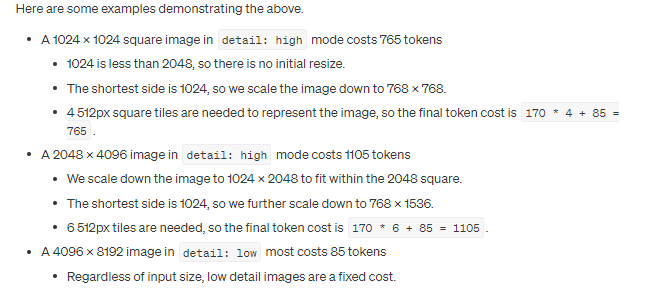 Here are some examples demonstrating the above.
• A 1024 × 1024 square image in detail: high mode costs 765 tokens
• 1024 is less than 2048, so there is no initial resize.
• The shortest side is 1024, so we scale the image down to 768 × 768.
• 4 512px square tiles are needed to represent the image, so the final token cost is 170 * 4 + 85 =
765 .
• A 2048 × 4096 image in detail: high mode costs 1105 tokens
• We scale down the image to 1024 × 2048 to fit within the 2048 square.
• The shortest side is 1024, so we further scale down to 768 × 1536.
• 6 512px tiles are needed, so the final token cost is 170 * 6 + 85 = 1105 .
• A 4096 × 8192 image in detail: low most costs 85 tokens
• Regardless of input size, low detail images are a fixed cost.